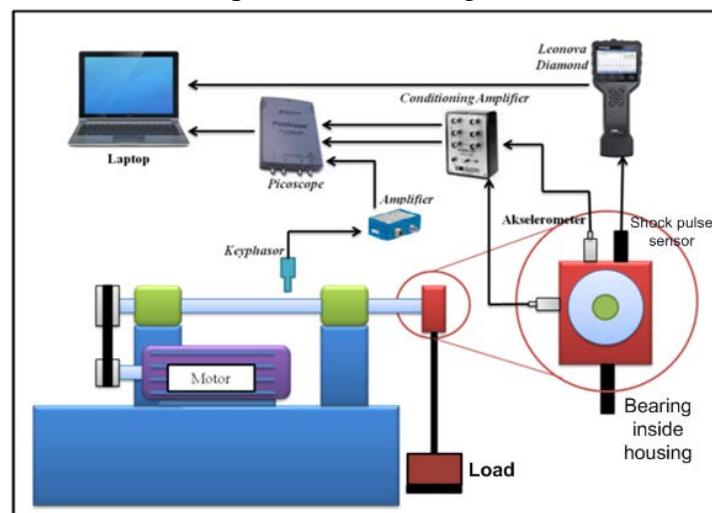 Leonova
Diamond
Conditioning Amplifier
Laptop
Picoscope
Amplifier
Akselerometer
Shock pulse
sensor
Keyphasor
Motor
Bearing
inside
housing
Load